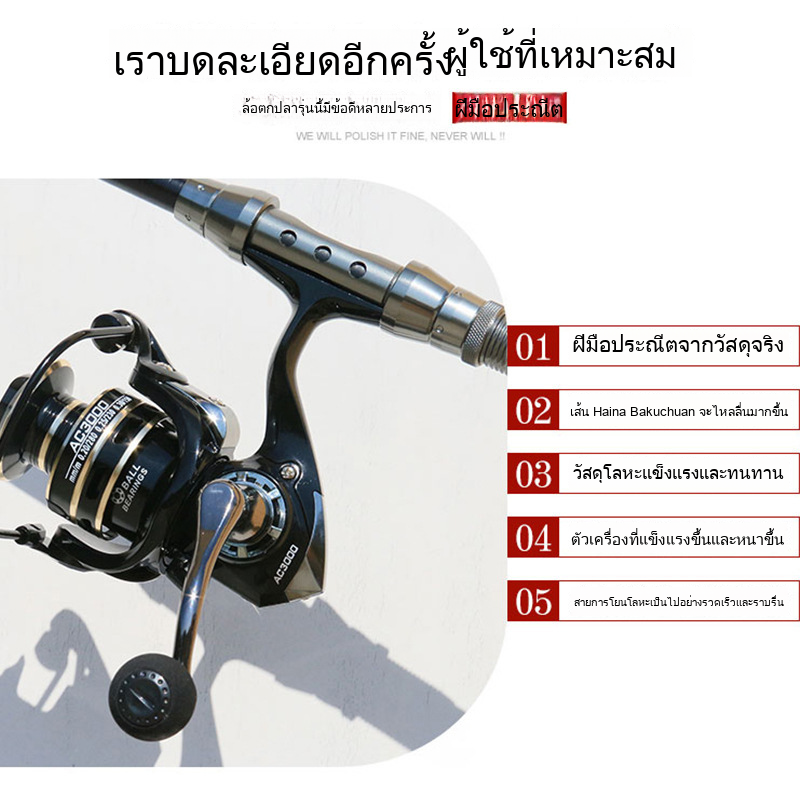 เราบดละเอียดอีกครั้งผู้ใช้ที่เหมาะสม
ล้อตกปลารุ่นนี้มีข้อดีหลายประการ ฝีมือประณีต
WE WILL POLISH IT FINE, NEVER WILL !!
AC3000
mm/m 0.20/260 0.25/230
BALL
BEARINGS
AC3000
01 ฝีมือประณีตจากวัสดุจริง
02 เส้น Haina Bakuchuan จะไหลลื่นมากขึ้น
03 วัสดุโลหะแข็งแรงและทนทาน
04 ตัวเครื่องที่แข็งแรงขึ้นและหนาขึ้น
05 สายการโยนโลหะเป็นไปอย่างรวดเร็วและราบรื่น